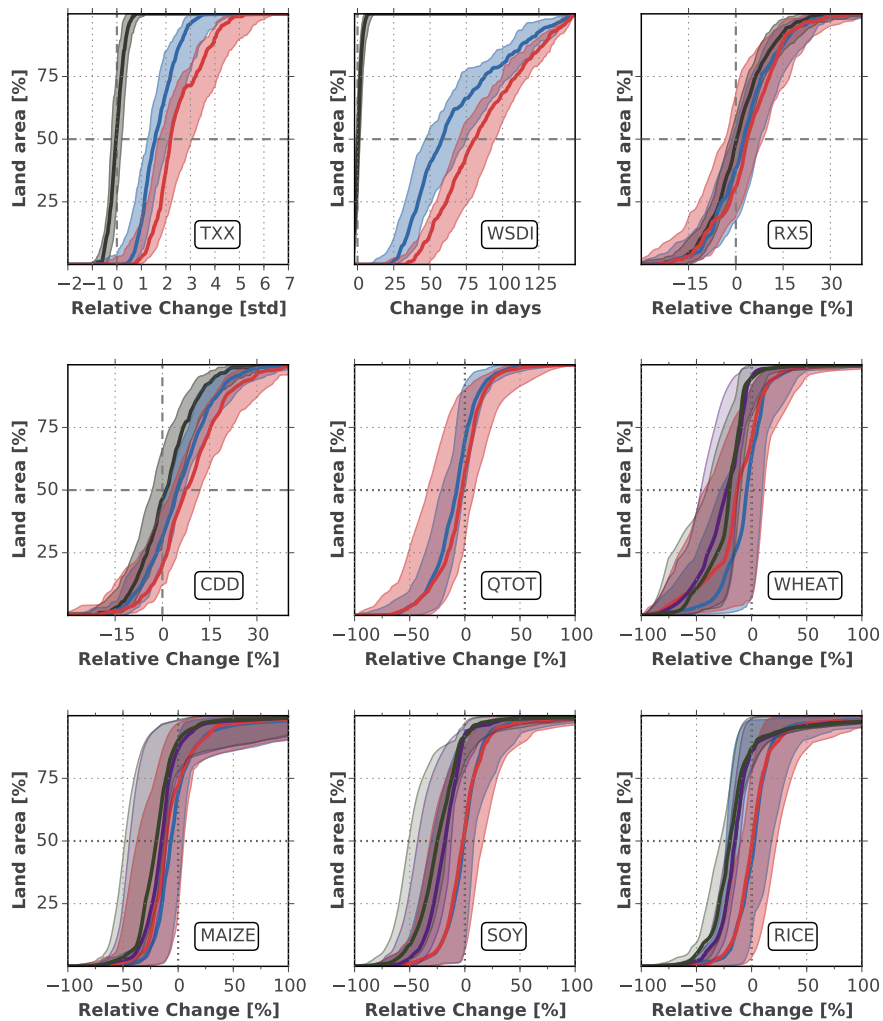 Land area [%]
75
50
25
TXX
−2 −1 0 1 2 3 4 5 6 7
Relative Change [std]
Land area [%]
WSDI
0 25 50 75 100 125
Change in days
Land area [%]
RX5
−15 0 15 30
Relative Change [%]
Land area [%]
75
50
25
CDD
−15 0 15 30
Relative Change [%]
Land area [%]
QTOT
−100 −50 0 50 100
Relative Change [%]
Land area [%]
WHEAT
−100 −50 0 50 100
Relative Change [%]
Land area [%]
75
50
25
MAIZE
−100 −50 0 50 100
Relative Change [%]
Land area [%]
SOY
−100 −50 0 50 100
Relative Change [%]
Land area [%]
RICE
−100 −50 0 50 100
Relative Change [%]